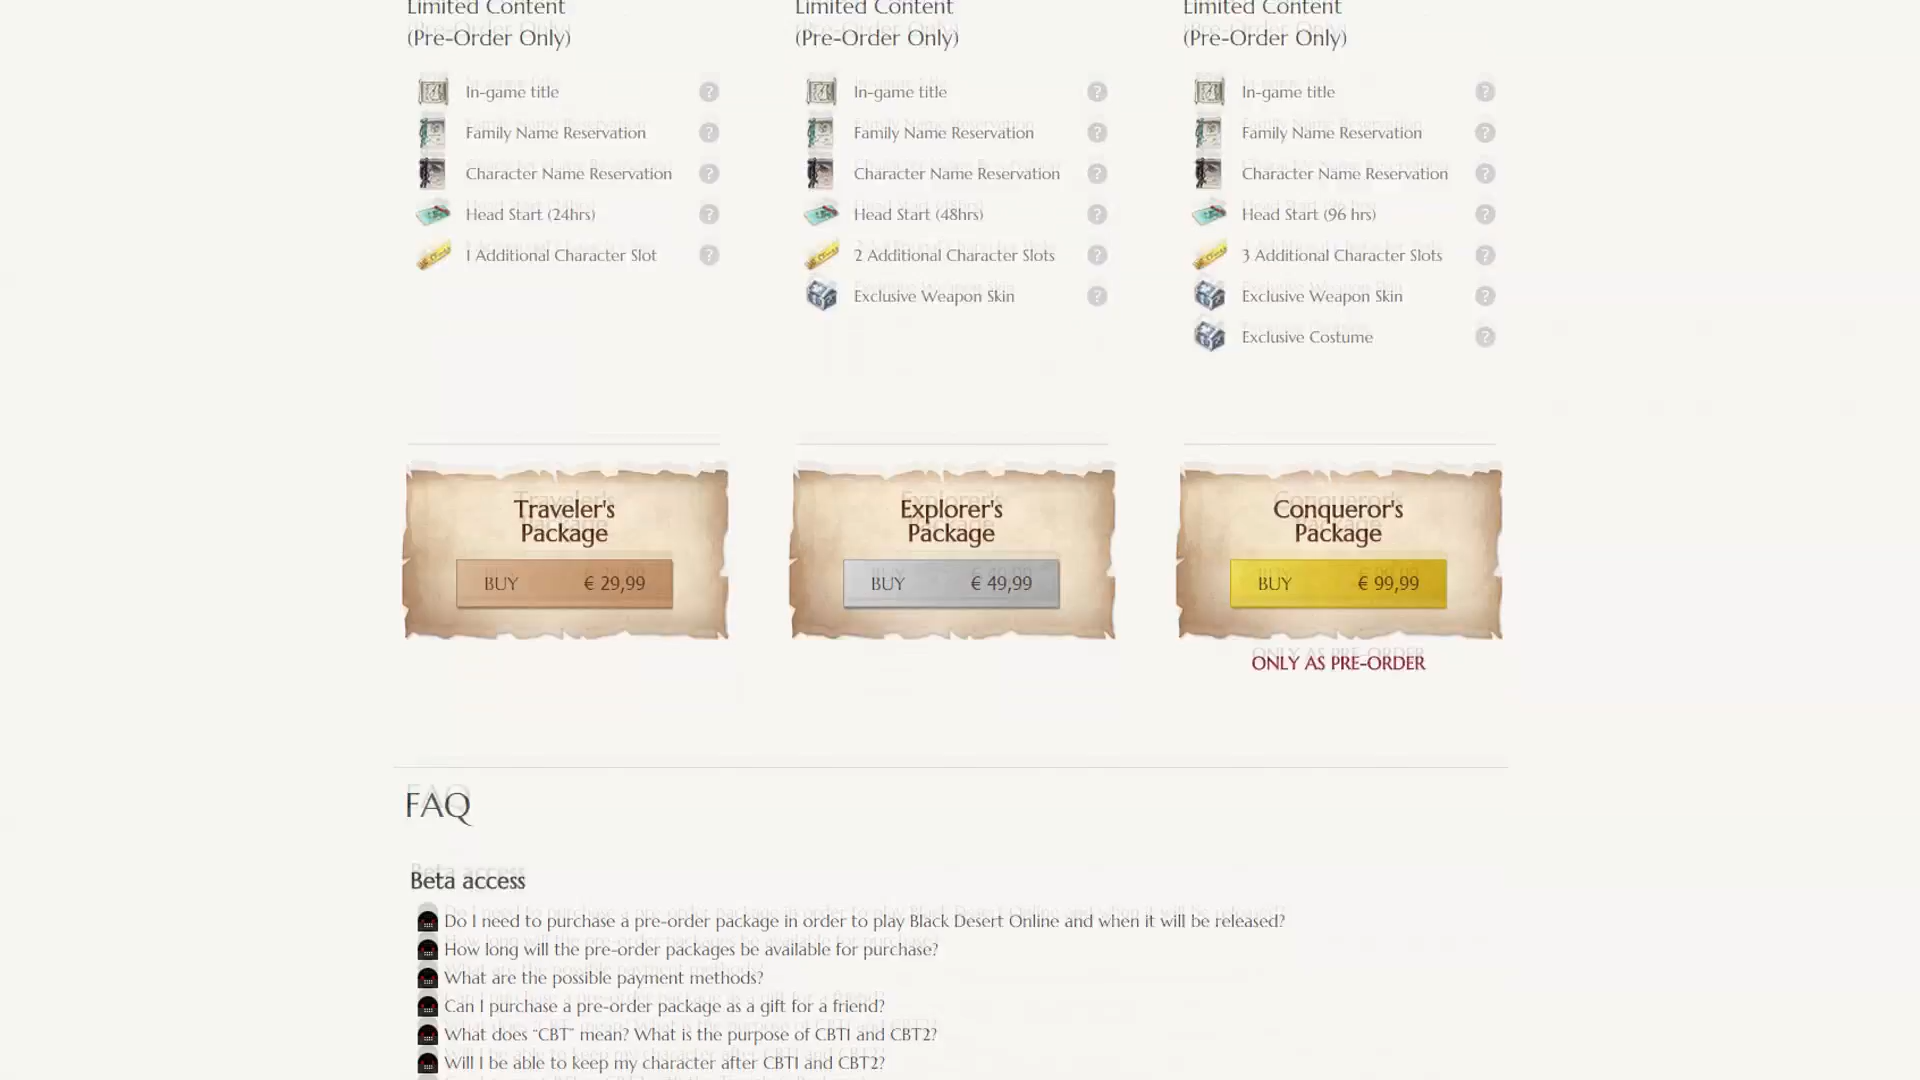 Limited Content
(Pre-Order Only)
In-game title
Family Name Reservation
Character Name Reservation
Head Start (24hrs)
1 Additional Character Slot
Limited Content
(Pre-Order Only)
In-game title
Family Name Reservation
Character Name Reservation
Head Start (48hrs)
2 Additional Character Slots
Exclusive Weapon Skin
Limited Content
(Pre-Order Only)
In-game title
Family Name Reservation
Character Name Reservation
Head Start (96 hrs)
3 Additional Character Slots
Exclusive Weapon Skin
Exclusive Costume
Traveler's
Package
BUY € 29,99
Explorer's
Package
BUY € 49,99
Conqueror's
Package
BUY € 99,99
ONLY AS PRE-ORDER
FAQ
Beta access
Do I need to purchase a pre-order package in order to play Black Desert Online and when it will be released?
How long will the pre-order packages be available for purchase?
What are the possible payment methods?
Can I purchase a pre-order package as a gift for a friend?
What does “CBT” mean? What is the purpose of CBT1 and CBT2?
Will I be able to keep my character after CBT1 and CBT2?